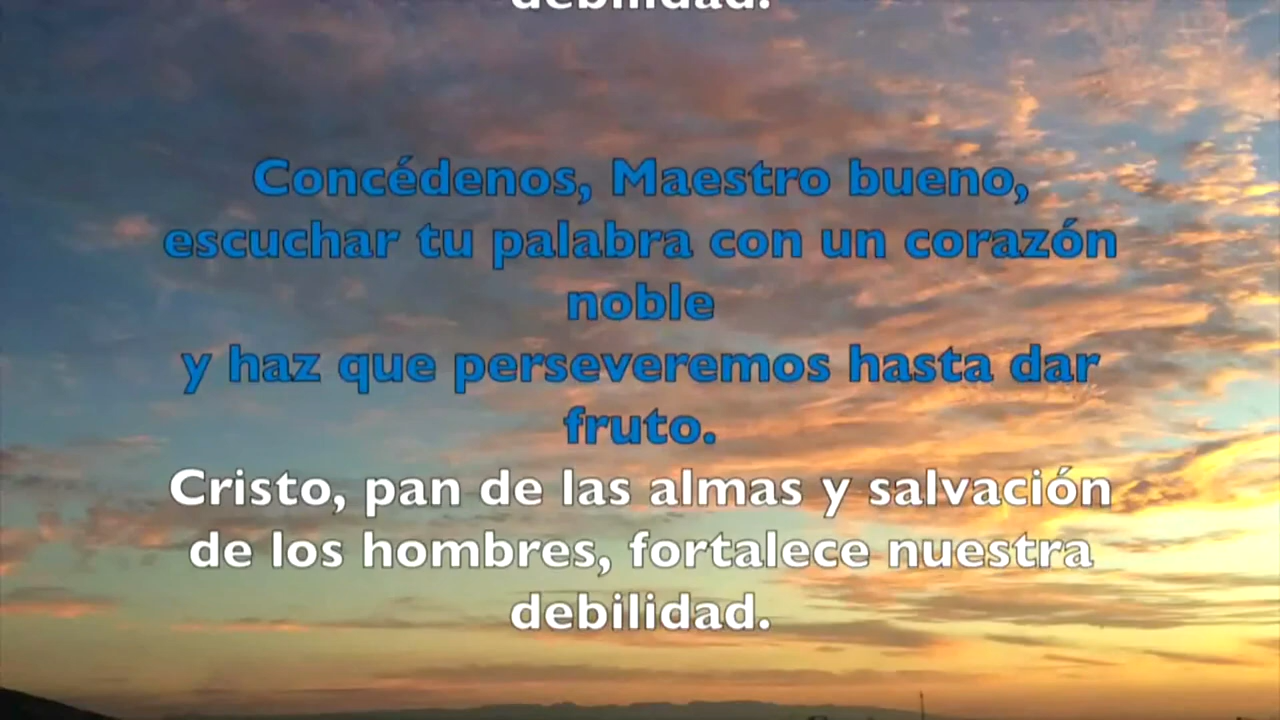 debilidad.
Concédenos, Maestro bueno,
escuchar tu palabra con un corazón
noble
y haz que perseveremos hasta dar
fruto.
Cristo, pan de las almas y salvación
de los hombres, fortalece nuestra
debilidad.